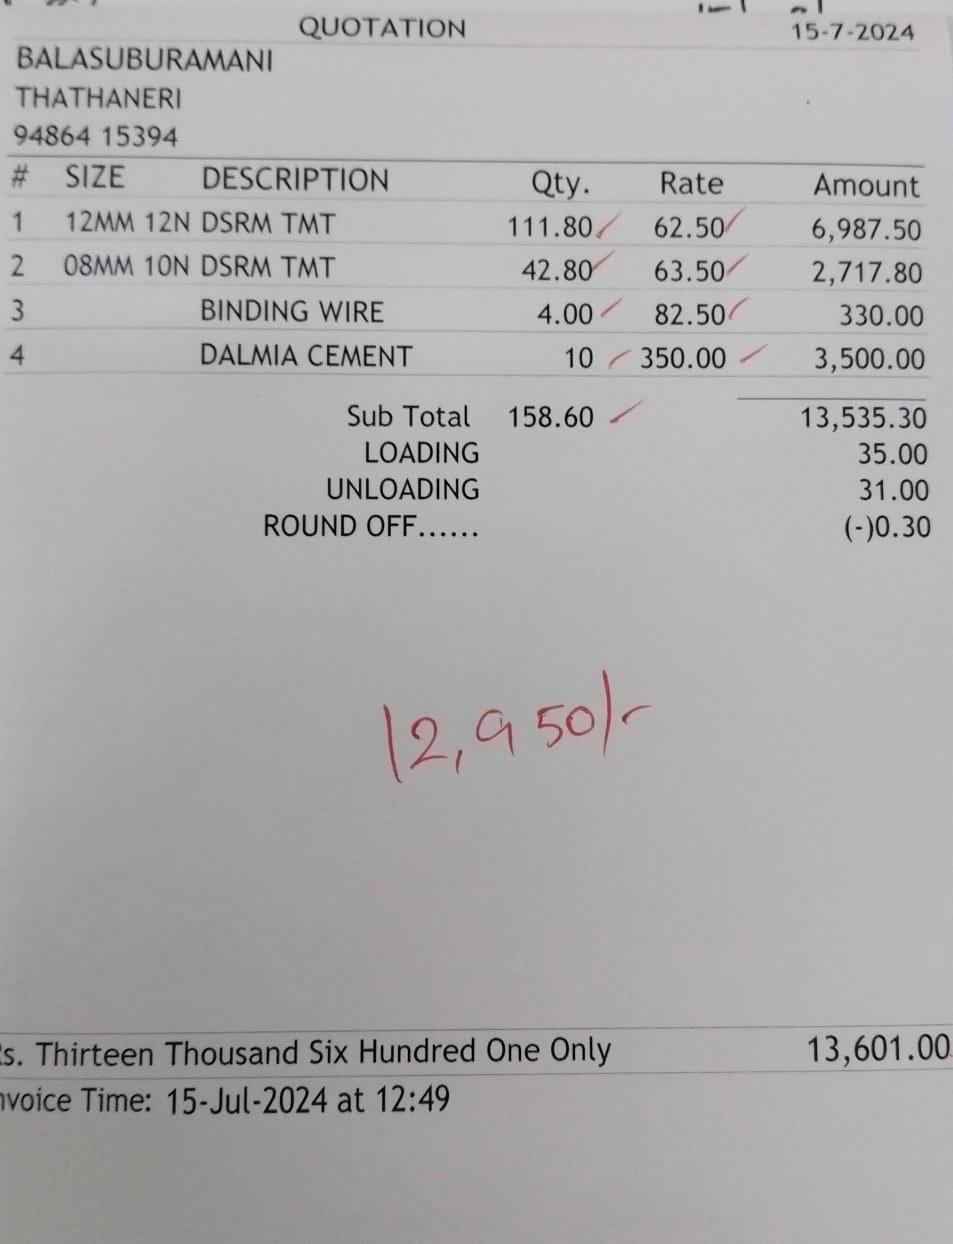 QUOTATION 15-7-2024
BALASUBURAMANI
THATHANERI
94864 15394
# SIZE DESCRIPTION Qty. Rate Amount
1 12MM 12N DSRM TMT 111.80 62.50 6,987.50
2 08MM 10N DSRM TMT 42.80 63.50 2,717.80
3 BINDING WIRE 4.00 82.50 330.00
4 DALMIA CEMENT 10 350.00 3,500.00
Sub Total 158.60 13,535.30
LOADING 35.00
UNLOADING 31.00
ROUND OFF...... (-)0.30
12,950/-
s. Thirteen Thousand Six Hundred One Only 13,601.00
nvoice Time: 15-Jul-2024 at 12:49